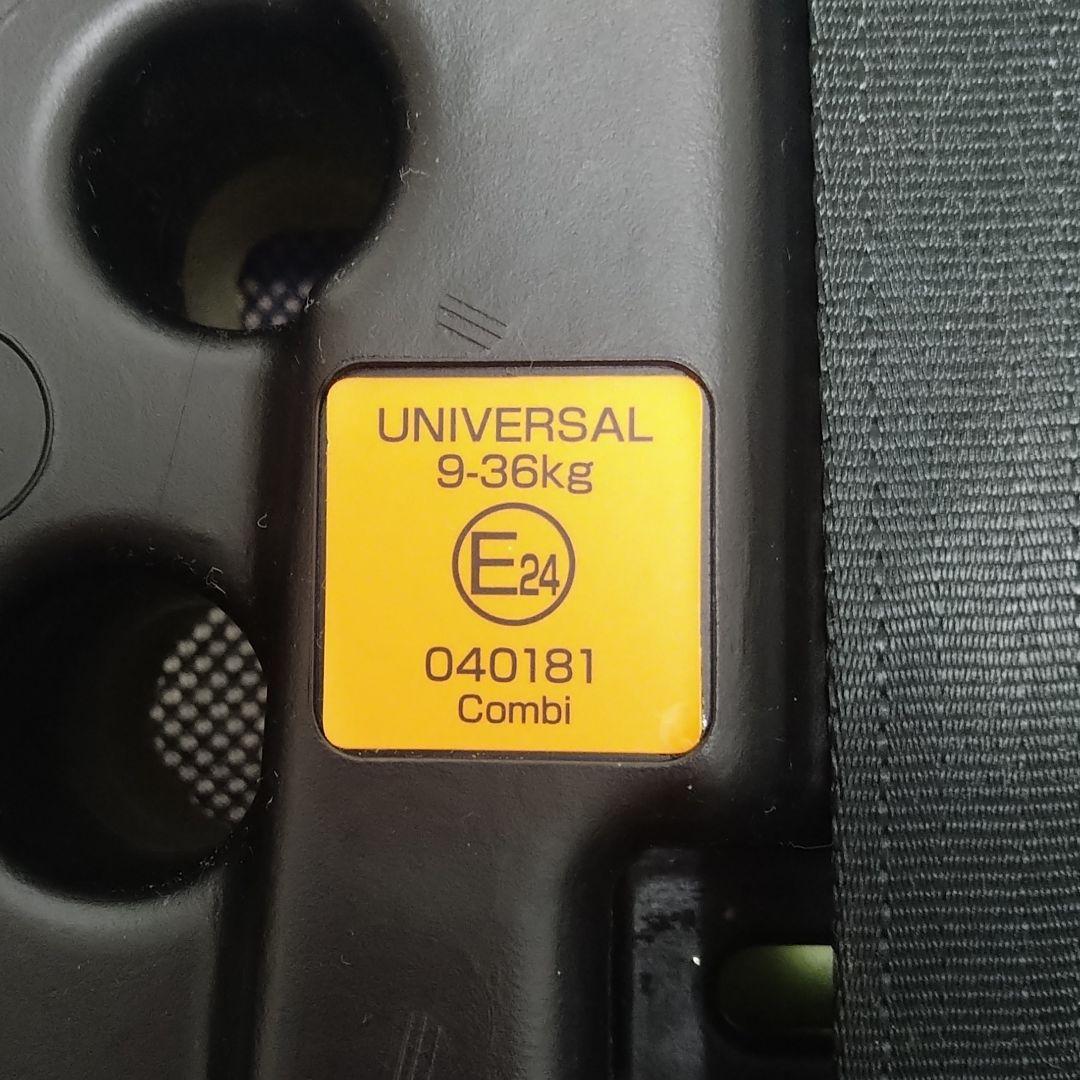 UNIVERSAL
9-36kg
E24
040181
Combi